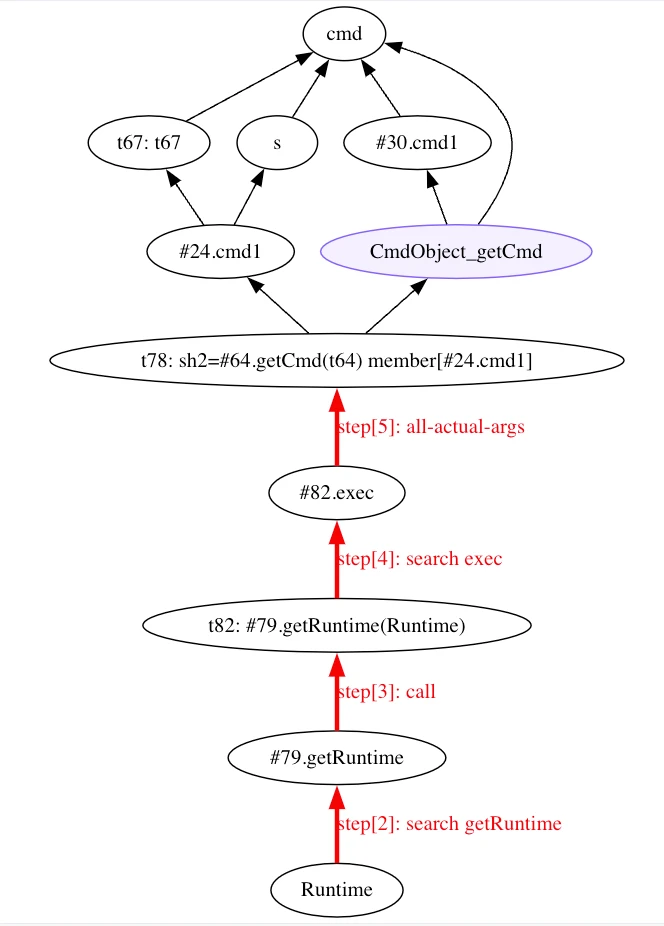 cmd
t67: t67
s
#30.cmd1
#24.cmd1
CmdObject_getCmd
t78: sh2=#64.getCmd(t64) member[#24.cmd1]
step[5]: all-actual-args
#82.exec
step[4]: search exec
t82: #79.getRuntime(Runtime)
step[3]: call
#79.getRuntime
step[2]: search getRuntime
Runtime